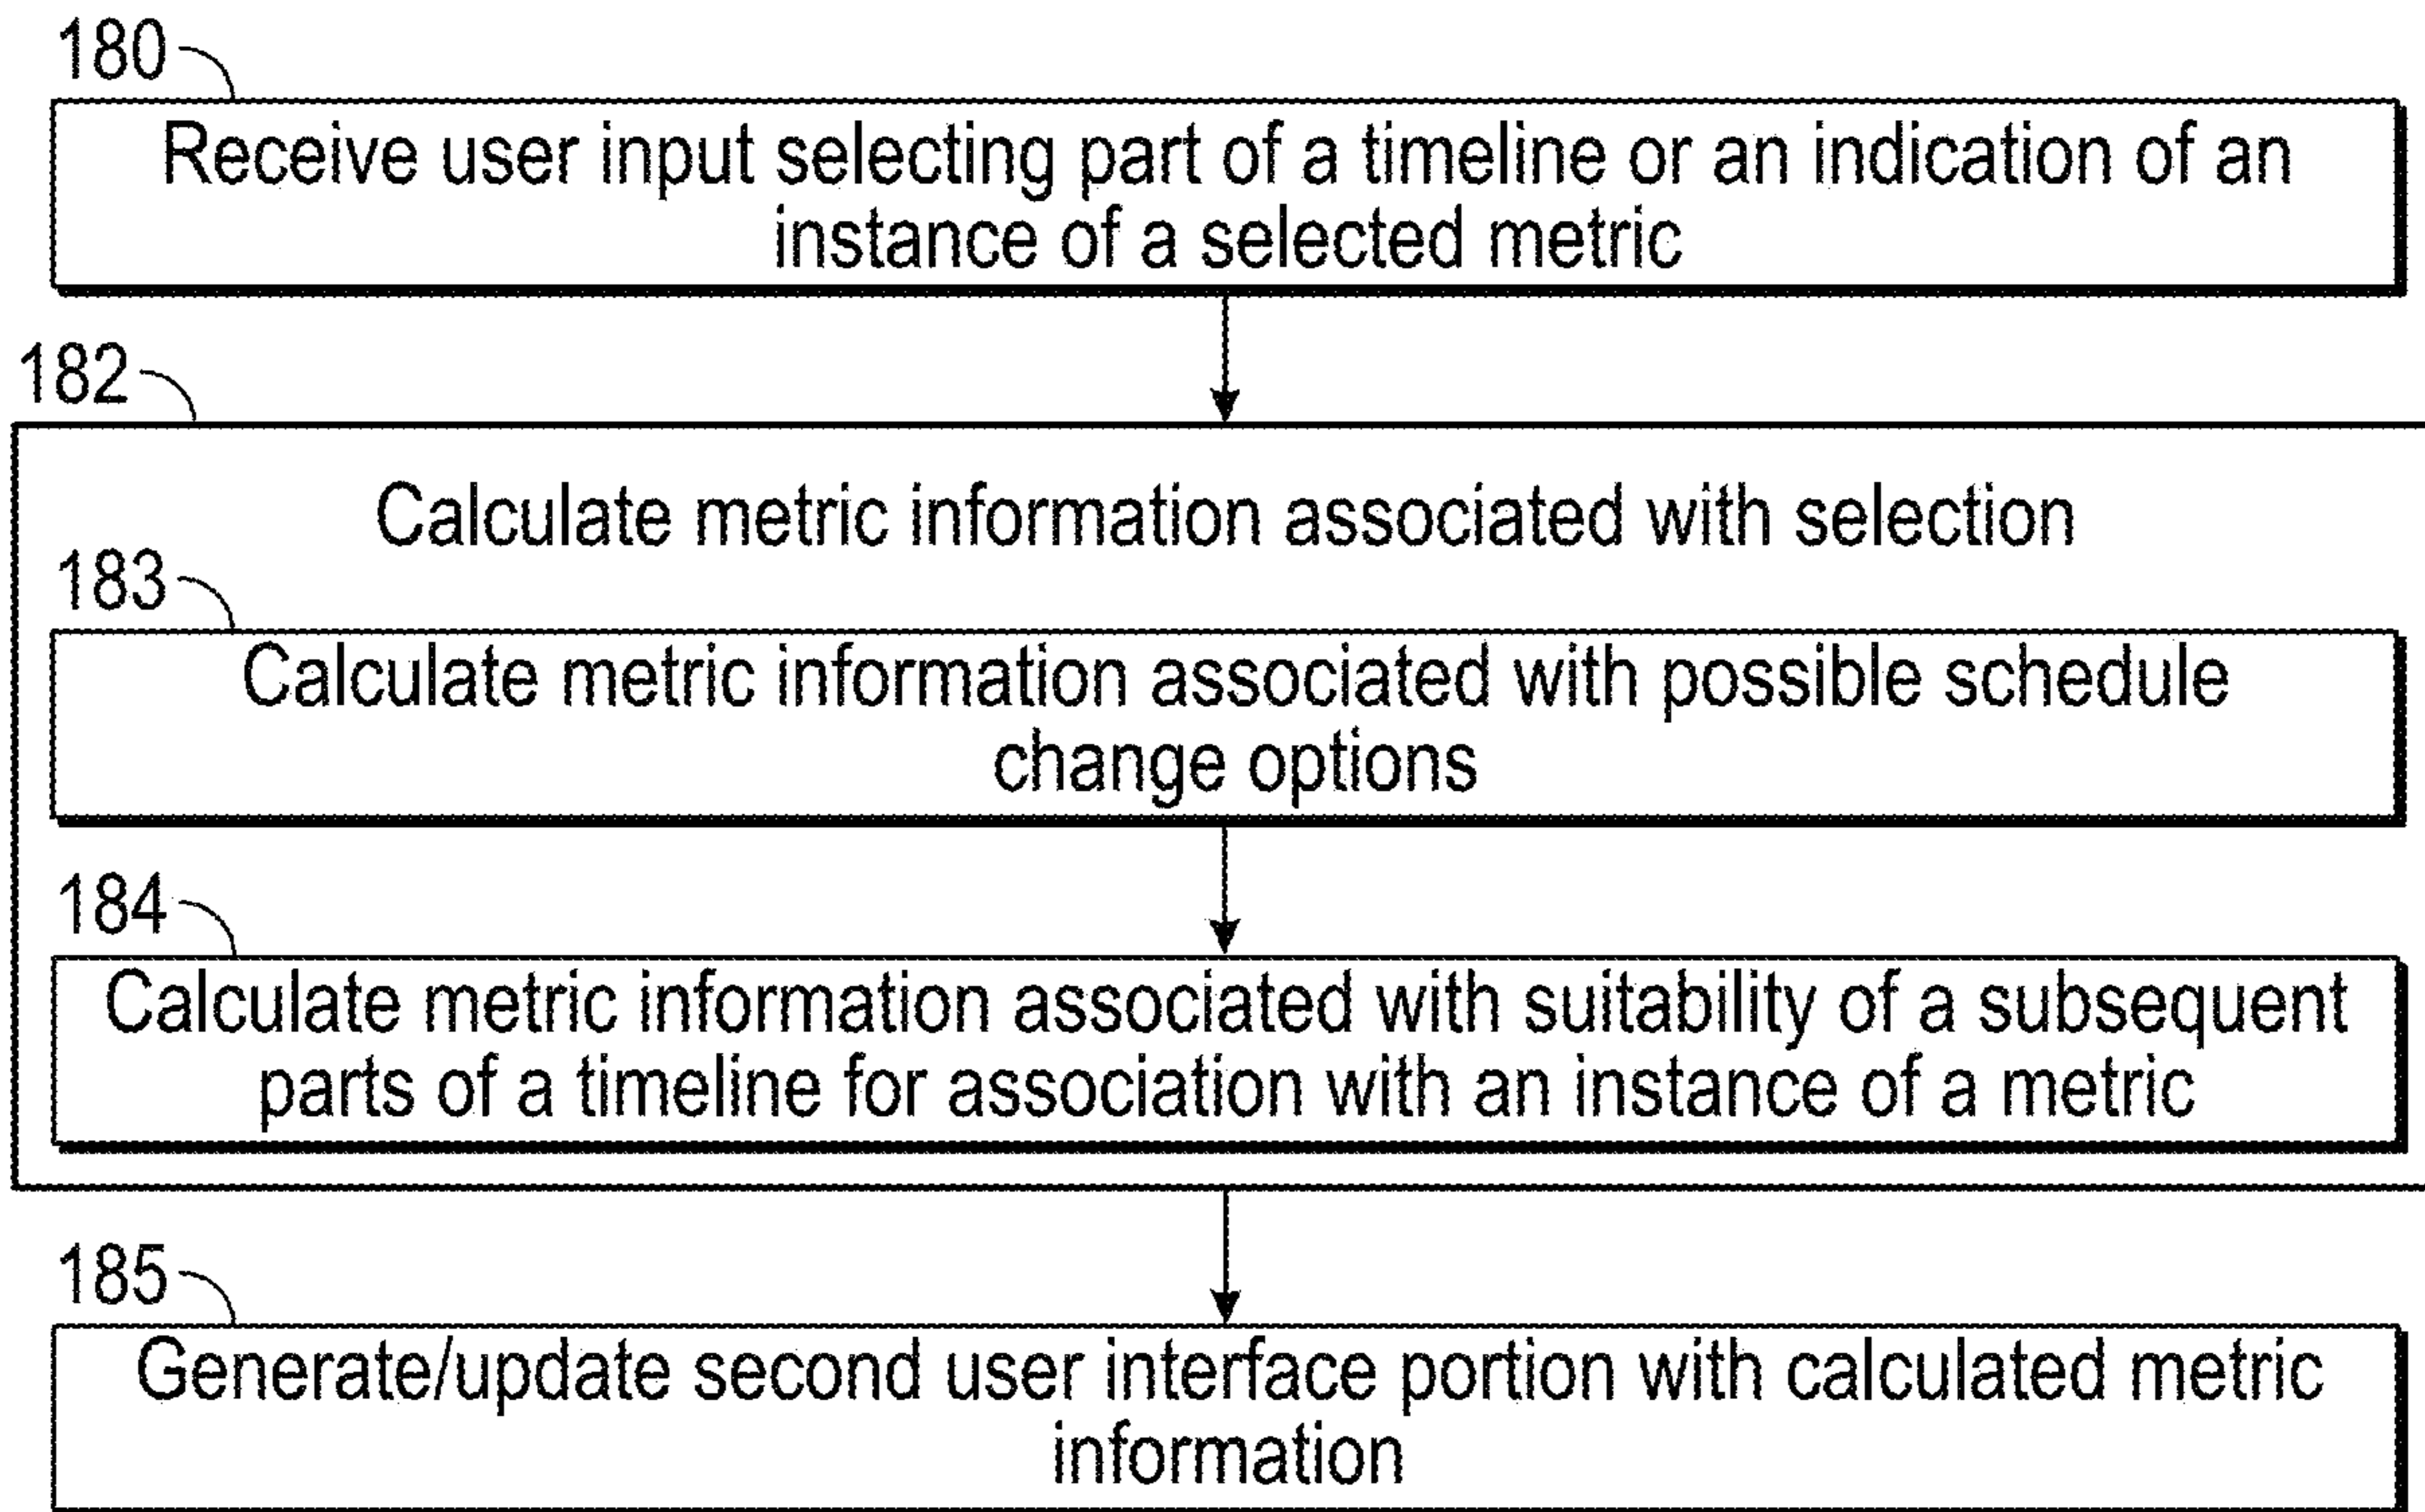 180
Receive user input selecting part of a timeline or an indication of an
instance of a selected metric
182
Calculate metric information associated with selection
183
Calculate metric information associated with possible schedule
change options
184
Calculate metric information associated with suitability of a subsequent
parts of a timeline for association with an instance of a metric
185
Generate/update second user interface portion with calculated metric
information